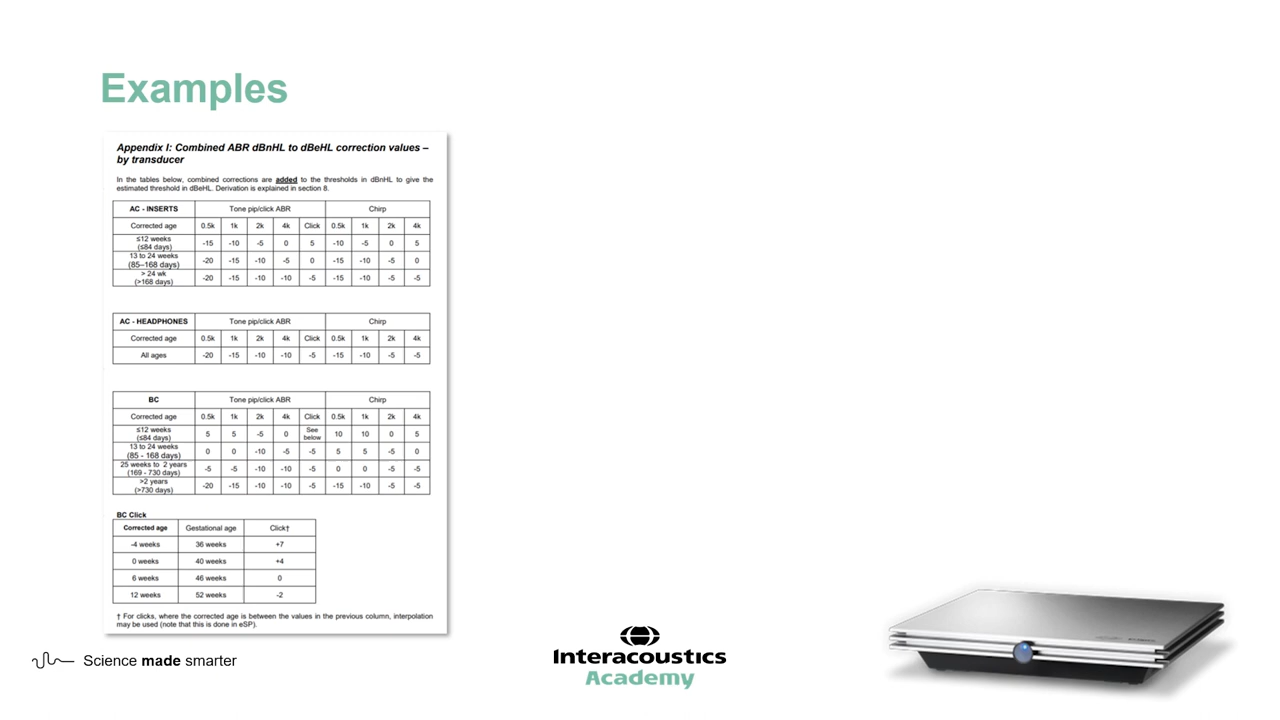 Examples
Appendix I: Combined ABR dBnHL to dBeHL correction values –
by transducer
In the tables below, combined corrections are added to the thresholds in dBnHL to give the
estimated threshold in dBeHL. Derivation is explained in section 8.
AC - INSERTS Tone pip/click ABR Chirp
Corrected age 0.5k 1k 2k 4k Click 0.5k 1k 2k 4k
≤12 weeks
(≤84 days) -15 -10 -5 0 5 -10 -5 0 5
13 to 24 weeks
(85–168 days) -20 -15 -10 -5 0 -15 -10 -5 0
> 24 wk
(>168 days) -20 -15 -10 -10 -5 -15 -10 -5 -5
AC - HEADPHONES Tone pip/click ABR Chirp
Corrected age 0.5k 1k 2k 4k Click 0.5k 1k 2k 4k
All ages -20 -15 -10 -10 -5 -15 -10 -5 -5
BC Tone pip/click ABR Chirp
Corrected age 0.5k 1k 2k 4k Click 0.5k 1k 2k 4k
≤12 weeks
(≤84 days) 5 5 -5 0 See below 10 10 0 5
13 to 24 weeks
(85 - 168 days) 0 0 -10 -5 -5 5 5 -5 0
25 weeks to 2 years
(169 - 730 days) -5 -5 -10 -10 -5 0 0 -5 -5
>2 years
(>730 days) -20 -15 -10 -10 -5 -15 -10 -5 -5
BC Click
Corrected age Gestational age Click†
-4 weeks 36 weeks +7
0 weeks 40 weeks +4
6 weeks 46 weeks 0
12 weeks 52 weeks -2
† For clicks, where the corrected age is between the values in the previous column, interpolation
may be used (note that this is done in eSP).
Science made smarter
Interacoustics
Academy